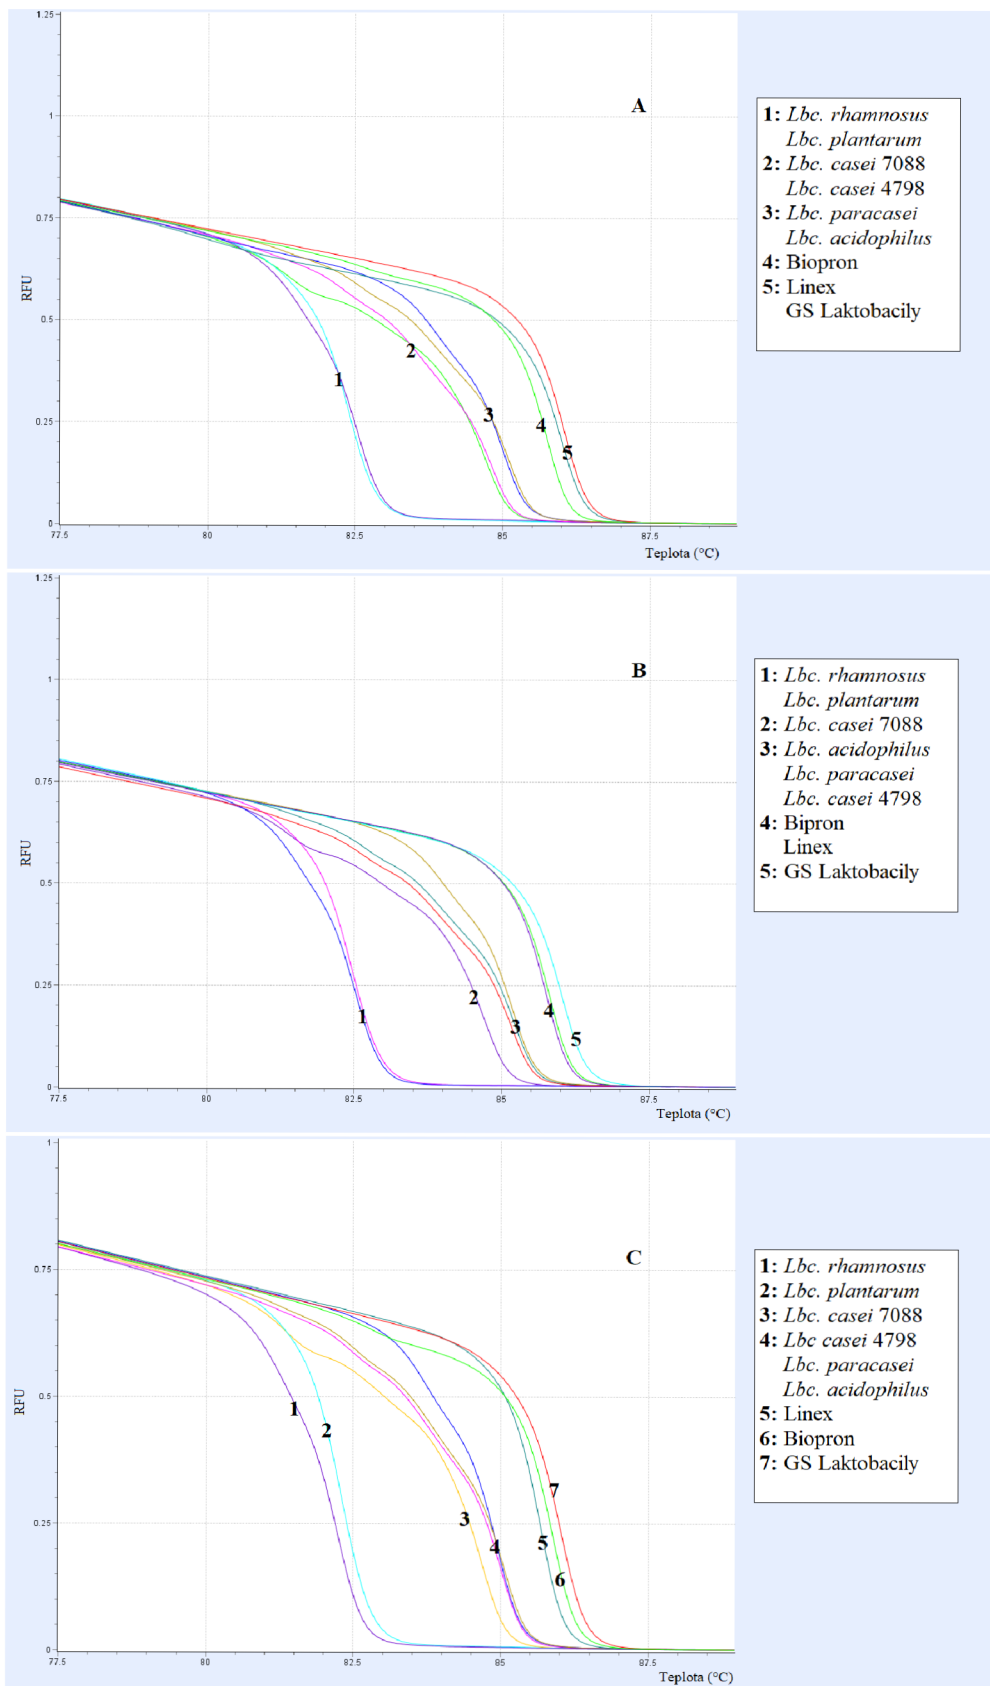 1.25
A
1
1: Lbc. rhamnosus
Lbc. plantarum
2: Lbc. casei 7088
Lbc. casei 4798
3: Lbc. paracasei
Lbc. acidophilus
4: Biopron
5: Linex
GS Laktobacily
0.75
RFU
0.5
0.25
0
1
2
3
4
5
77.5
80
82.5
85
87.5
Teplota (°C)
1.25
B
1
1: Lbc. rhamnosus
Lbc. plantarum
2: Lbc. casei 7088
3: Lbc. acidophilus
Lbc. paracasei
Lbc. casei 4798
4: Bipron
Linex
5: GS Laktobacily
0.75
RFU
0.5
0.25
0
1
2
3
4
5
77.5
80
82.5
85
87.5
Teplota (°C)
1
C
1: Lbc. rhamnosus
2: Lbc. plantarum
3: Lbc. casei 7088
4: Lbc casei 4798
Lbc. paracasei
Lbc. acidophilus
5: Linex
6: Biopron
7: GS Laktobacily
0.75
RFU
0.5
0.25
0
1
2
3
4
5
6
7
77.5
80
82.5
85
87.5
Teplota (°C)